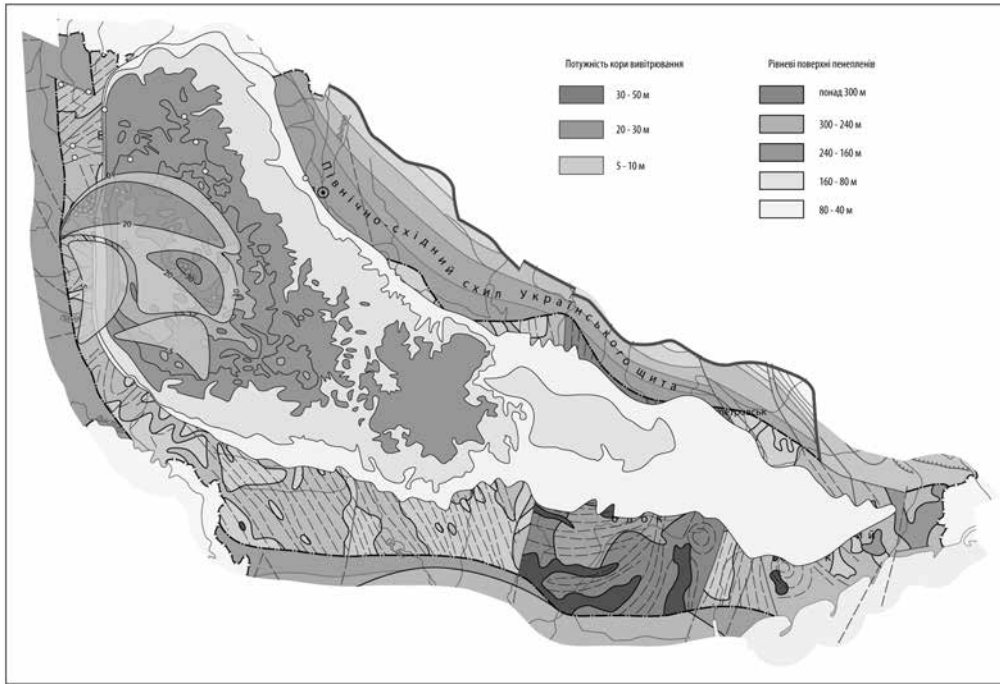 Потужність кори вивітрювання
30 - 50 м
20 - 30 м
5 - 10 м
Рівневі поверхні пенепленів
понад 300 м
300 - 240 м
240 - 160 м
160 - 80 м
80 - 40 м
Північно-східний схил Українського щита
20
блок